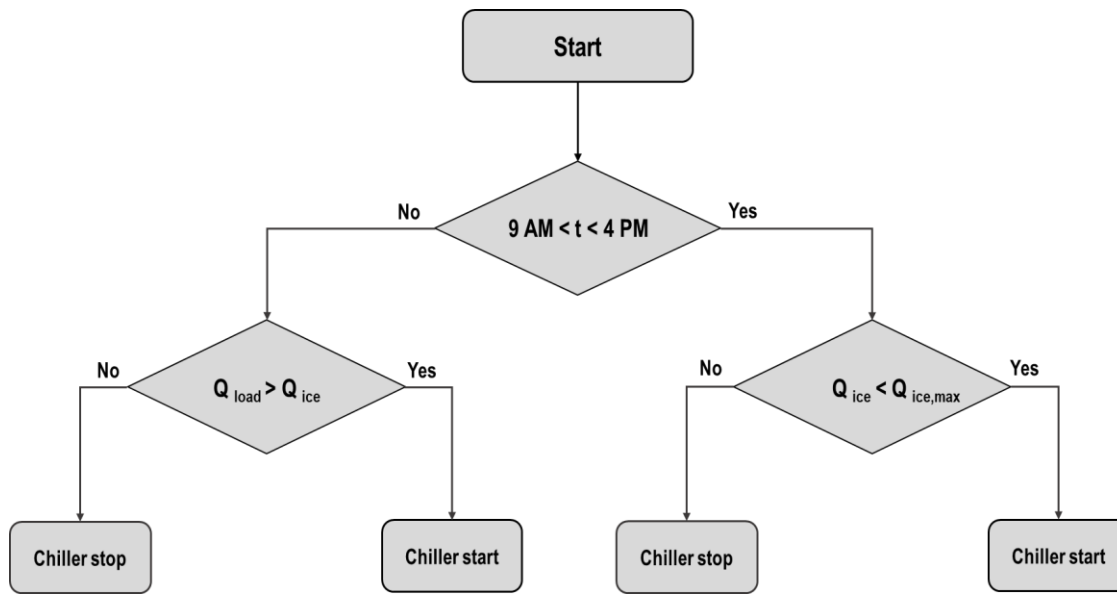 Start
9 AM < t < 4 PM
No
Yes
Q load > Q ice
No
Yes
Q ice < Q ice,max
No
Yes
Chiller stop
Chiller start
Chiller stop
Chiller start